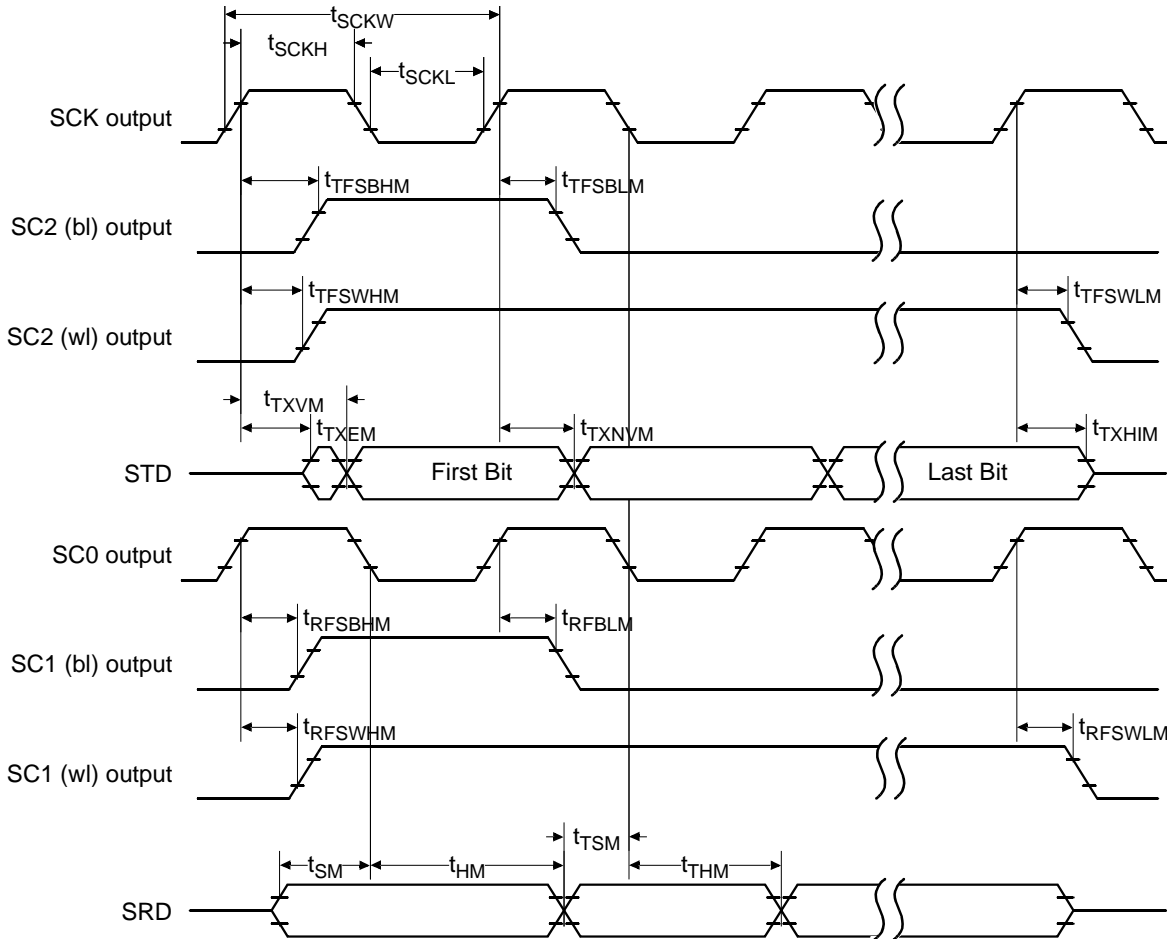 tSCKW
tSCKH
tSCKL
SCK output
tTFSBHM
tTFSBLM
SC2 (bl) output
tTFSWHM
tTFSWLM
SC2 (wl) output
tTXVM
tTXEM
tTXNVM
tTXHIM
STD
First Bit
Last Bit
SC0 output
tRFSBHM
tRFBLM
SC1 (bl) output
tRFSWHM
tRFSWLM
SC1 (wl) output
tTSM
tSM
tHM
tTHM
SRD